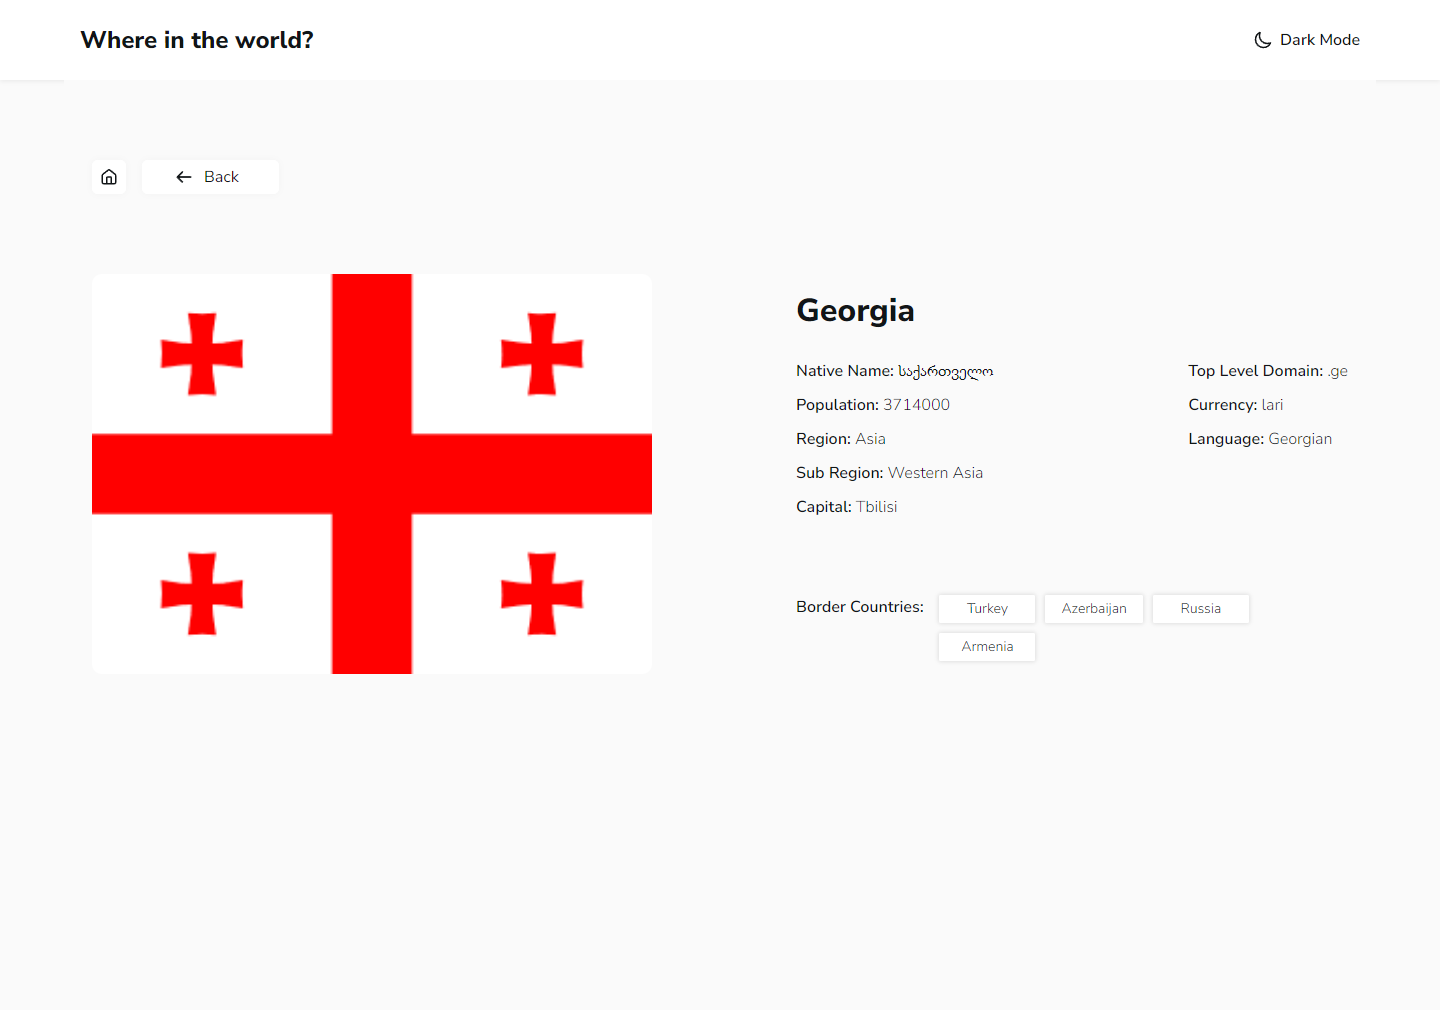 Where in the world?
Dark Mode
Back
Georgia
Native Name: საქართველო
Population: 3714000
Region: Asia
Sub Region: Western Asia
Capital: Tbilisi
Top Level Domain: .ge
Currency: lari
Language: Georgian
Border Countries:
Turkey
Azerbaijan
Russia
Armenia